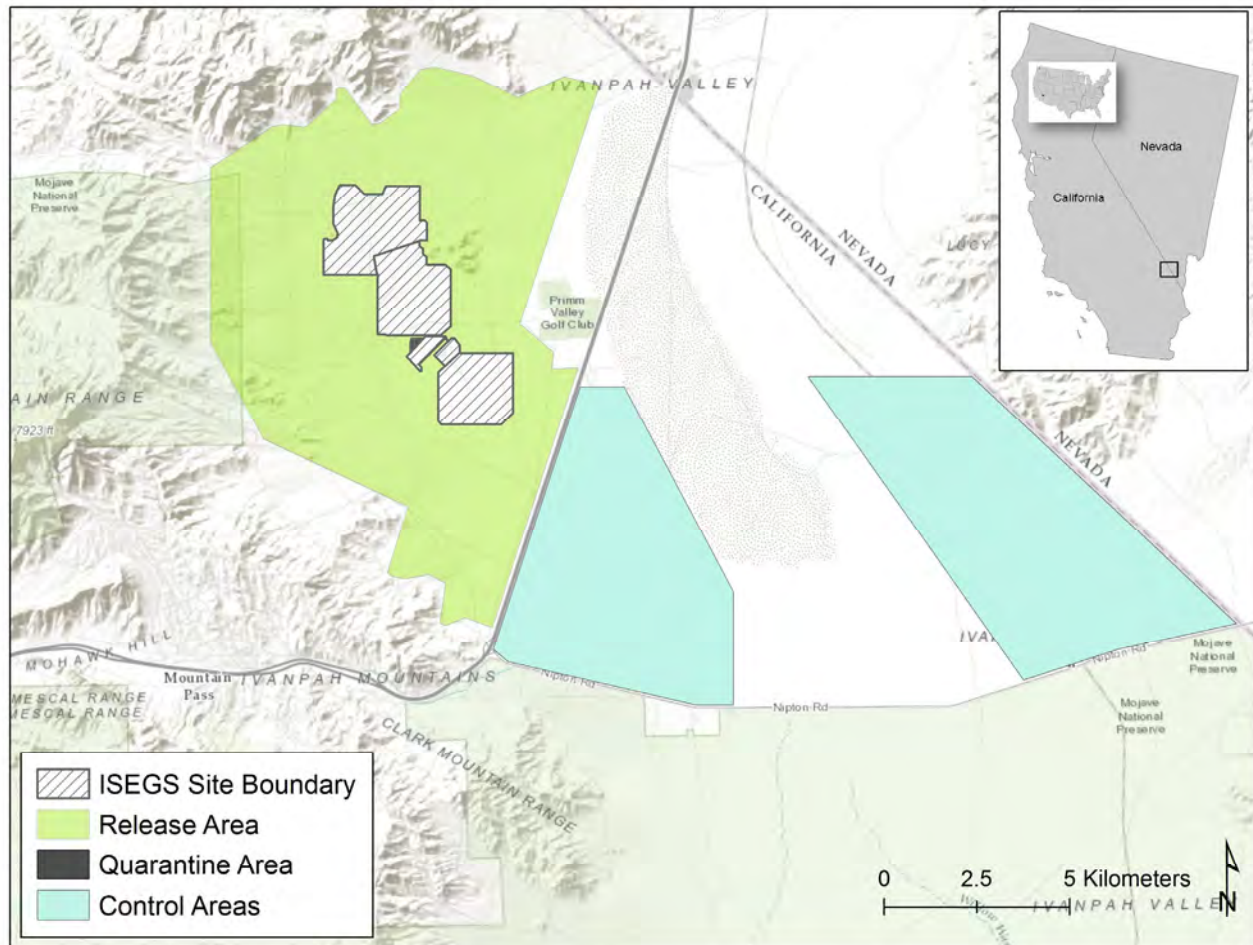 IVANPAH VALLEY
Nevada
California
Mojave
National
Preserve
NEVADA
CALIFORNIA
LUCY
Primm
Valley
Golf Club
AIN RANGE
7923 ft
NEVADA
MOHAWK HILL
Mountain
Pass
IVANPAH MOUNTAINS
Nipton Rd
Nipton Rd
Nipton Rd
Mojave
National
Preserve
MESCAL RANGE
MESCAL RANGE
CLARK MOUNTAIN RANGE
Mojave
National
Preserve
ISEGS Site Boundary
Release Area
Quarantine Area
Control Areas
0 2.5 5 Kilometers
IVANPAH VALLEY
N